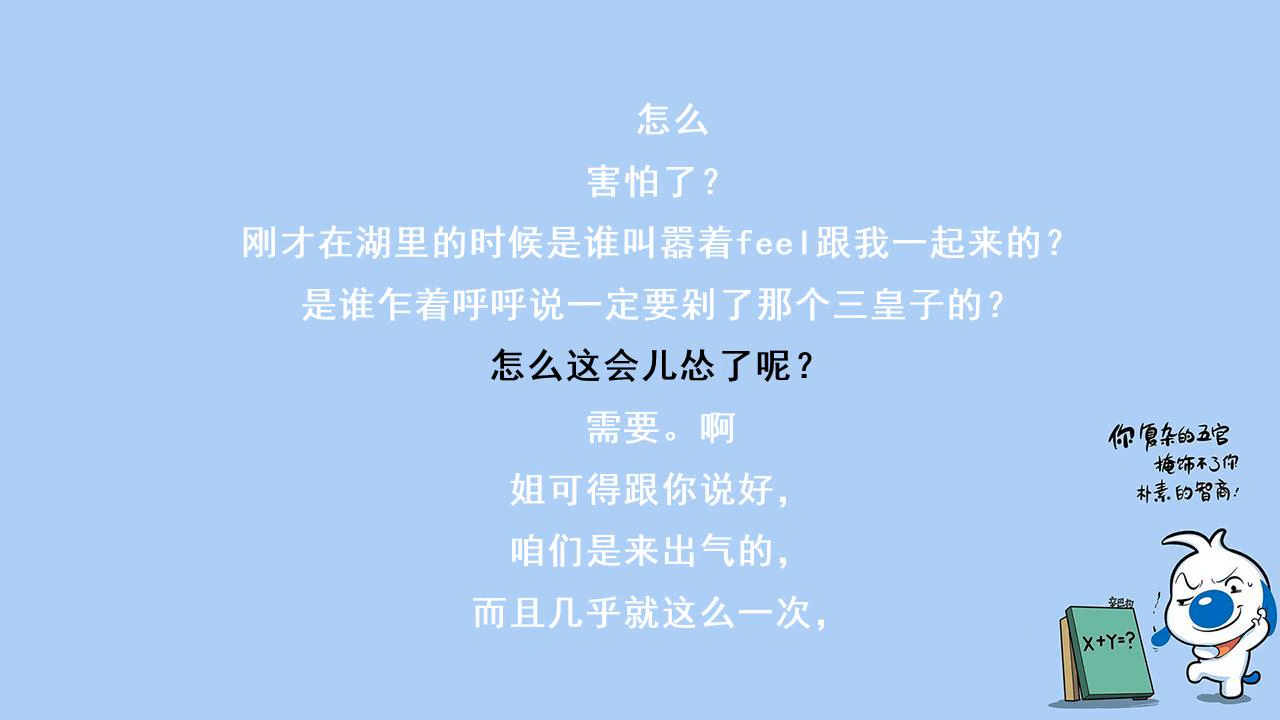 怎么
害怕了？
刚才在湖里的时候是谁叫嚣着feel跟我一起来的？
是谁乍着呼呼说一定要剁了那个三皇子的？
怎么这会儿怂了呢？
需要。啊
姐可得跟你说好，
咱们是来出气的，
而且几乎就这么一次，
你复杂的五官
掩饰不了你
朴素的智商！
X+Y=?